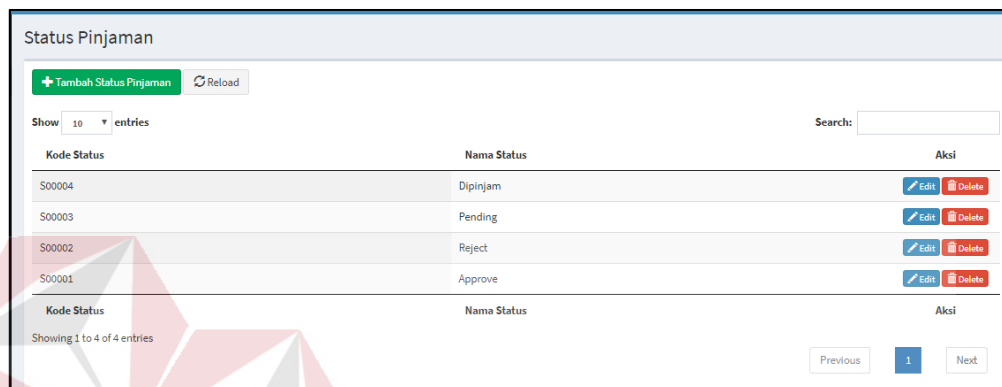 Status Pinjaman
Tambah Status Pinjaman Reload
Show 10 entries Search:
Kode Status Nama Status Aksi
S00004 Dipinjam Edit Delete
S00003 Pending Edit Delete
S00002 Reject Edit Delete
S00001 Approve Edit Delete
Kode Status Nama Status Aksi
Showing 1 to 4 of 4 entries
Previous 1 Next